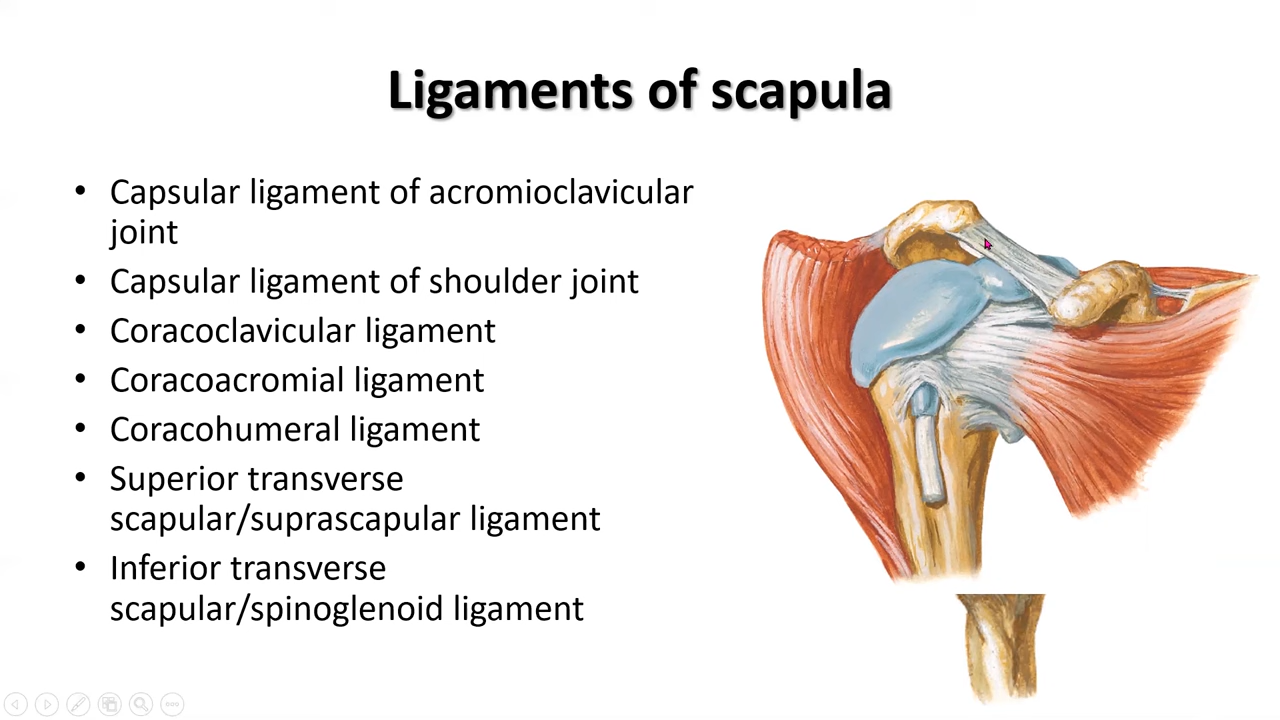 Ligaments of scapula
• Capsular ligament of acromioclavicular
joint
• Capsular ligament of shoulder joint
• Coracoclavicular ligament
• Coracoacromial ligament
• Coracohumeral ligament
• Superior transverse
scapular/suprascapular ligament
• Inferior transverse
scapular/spinoglenoid ligament